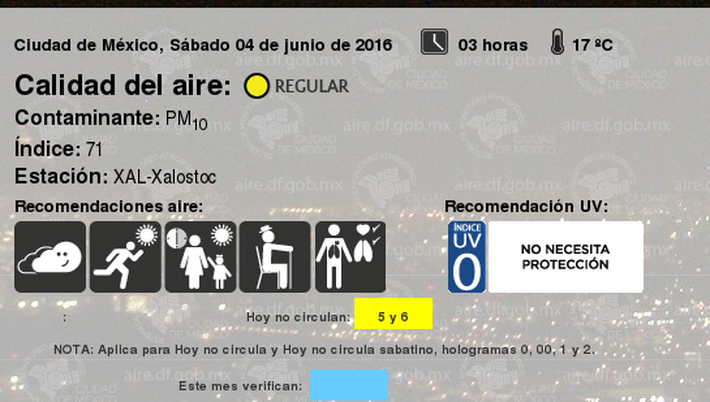 Ciudad de México, Sábado 04 de junio de 2016 03 horas 17 ºC
Calidad del aire: REGULAR
Contaminante: PM10
Índice: 71
Estación: XAL-Xalostoc
Recomendaciones aire: Recomendación UV:
ÍNDICE
UV
0
NO NECESITA
PROTECCIÓN
: Hoy no circulan: 5 y 6
NOTA: Aplica para Hoy no circula y Hoy no circula sabatino, hologramas 0, 00, 1 y 2.
Este mes verifican:
aire.df.gob.mx
CIUDAD
DE MÉXICO